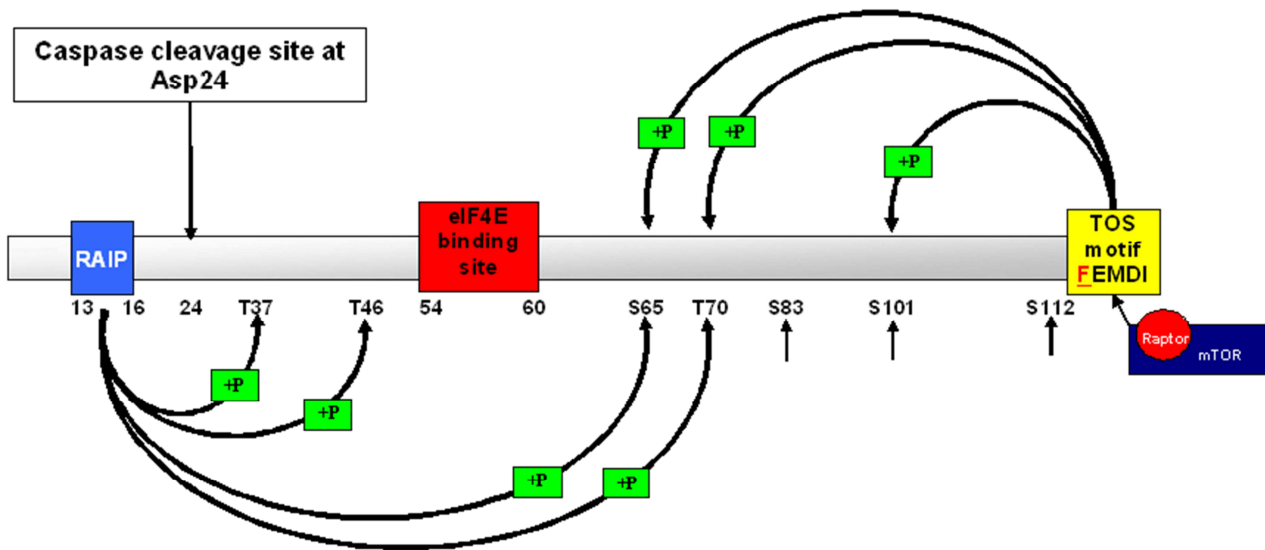 Caspase cleavage site at
Asp24
+P
+P
+P
RAIP
eIF4E
binding
site
TOS
motif
FEMDI
13 16 24 T37 T46 54 60 S65 T70 S83 S101 S112
Raptor
mTOR
+P
+P
+P
+P